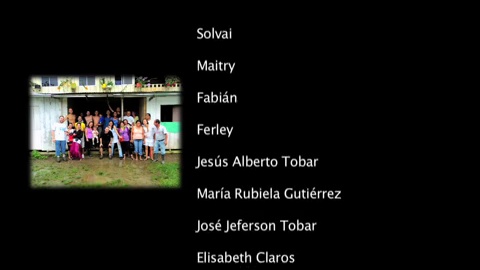 Solvai
Maitry
Fabián
Ferley
Jesús Alberto Tobar
María Rubiela Gutiérrez
José Jeferson Tobar
Elisabeth Claros